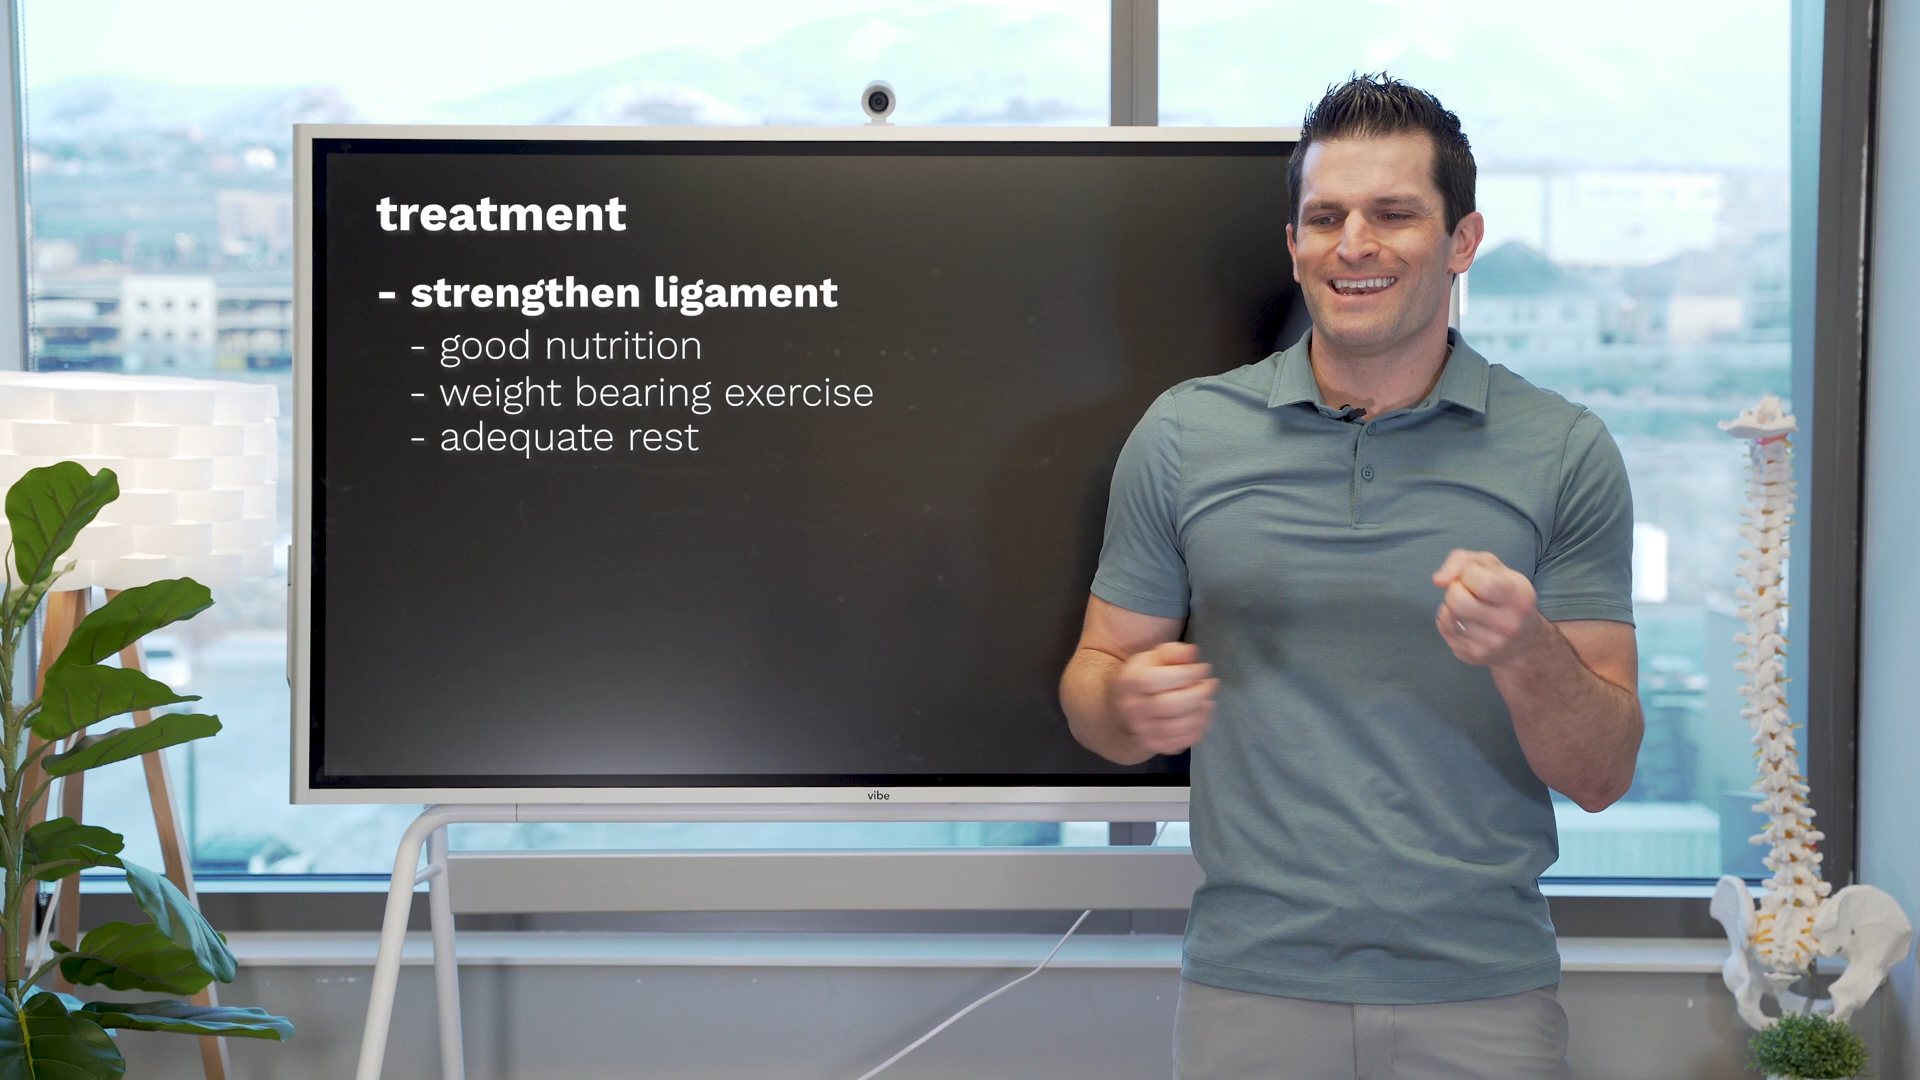 treatment
- strengthen ligament
- good nutrition
- weight bearing exercise
- adequate rest
vibe